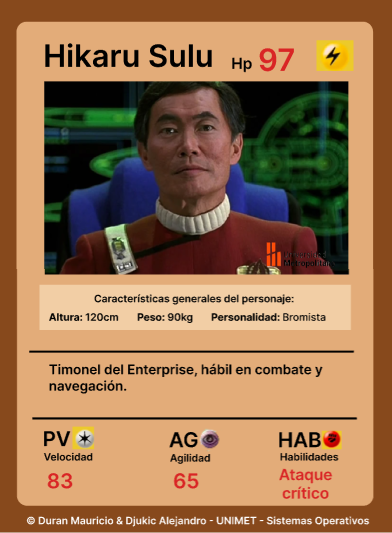 Hikaru Sulu Hp 97
Características generales del personaje:
Altura: 120cm Peso: 90kg Personalidad: Bromista
Timonel del Enterprise, hábil en combate y
navegación.
PV AG HAB
Velocidad Agilidad Habilidades
83 65 Ataque
crítico
© Duran Mauricio & Djukic Alejandro - UNIMET - Sistemas Operativos